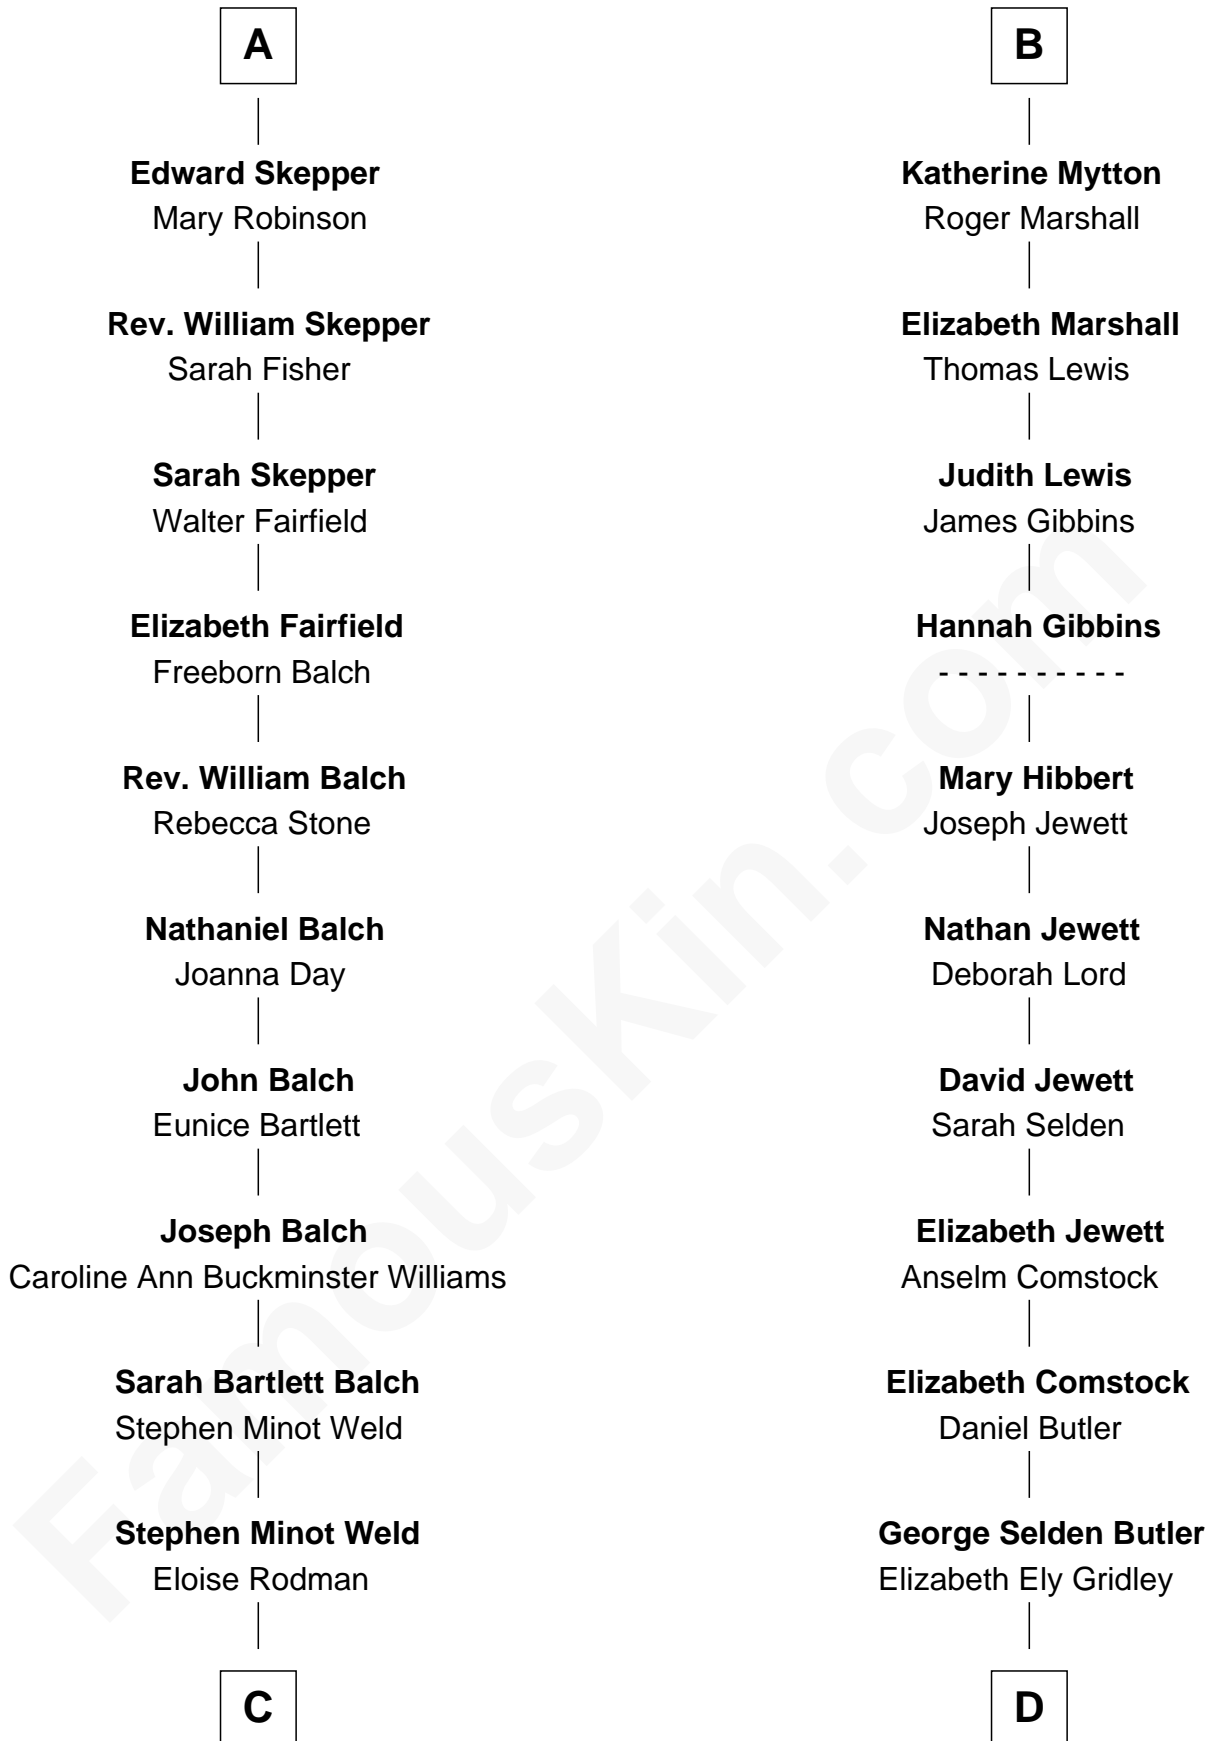 A
Edward Skepper
Mary Robinson
Rev. William Skepper
Sarah Fisher
Sarah Skepper
Walter Fairfield
Elizabeth Fairfield
Freeborn Balch
Rev. William Balch
Rebecca Stone
Nathaniel Balch
Joanna Day
John Balch
Eunice Bartlett
Joseph Balch
Caroline Ann Buckminster Williams
Sarah Bartlett Balch
Stephen Minot Weld
Stephen Minot Weld
Eloise Rodman
C
B
Katherine Mytton
Roger Marshall
Elizabeth Marshall
Thomas Lewis
Judith Lewis
James Gibbins
Hannah Gibbins
- - - - - - - - - -
Mary Hibbert
Joseph Jewett
Nathan Jewett
Deborah Lord
David Jewett
Sarah Selden
Elizabeth Jewett
Anselm Comstock
Elizabeth Comstock
Daniel Butler
George Selden Butler
Elizabeth Ely Gridley
D
FamousKin.com